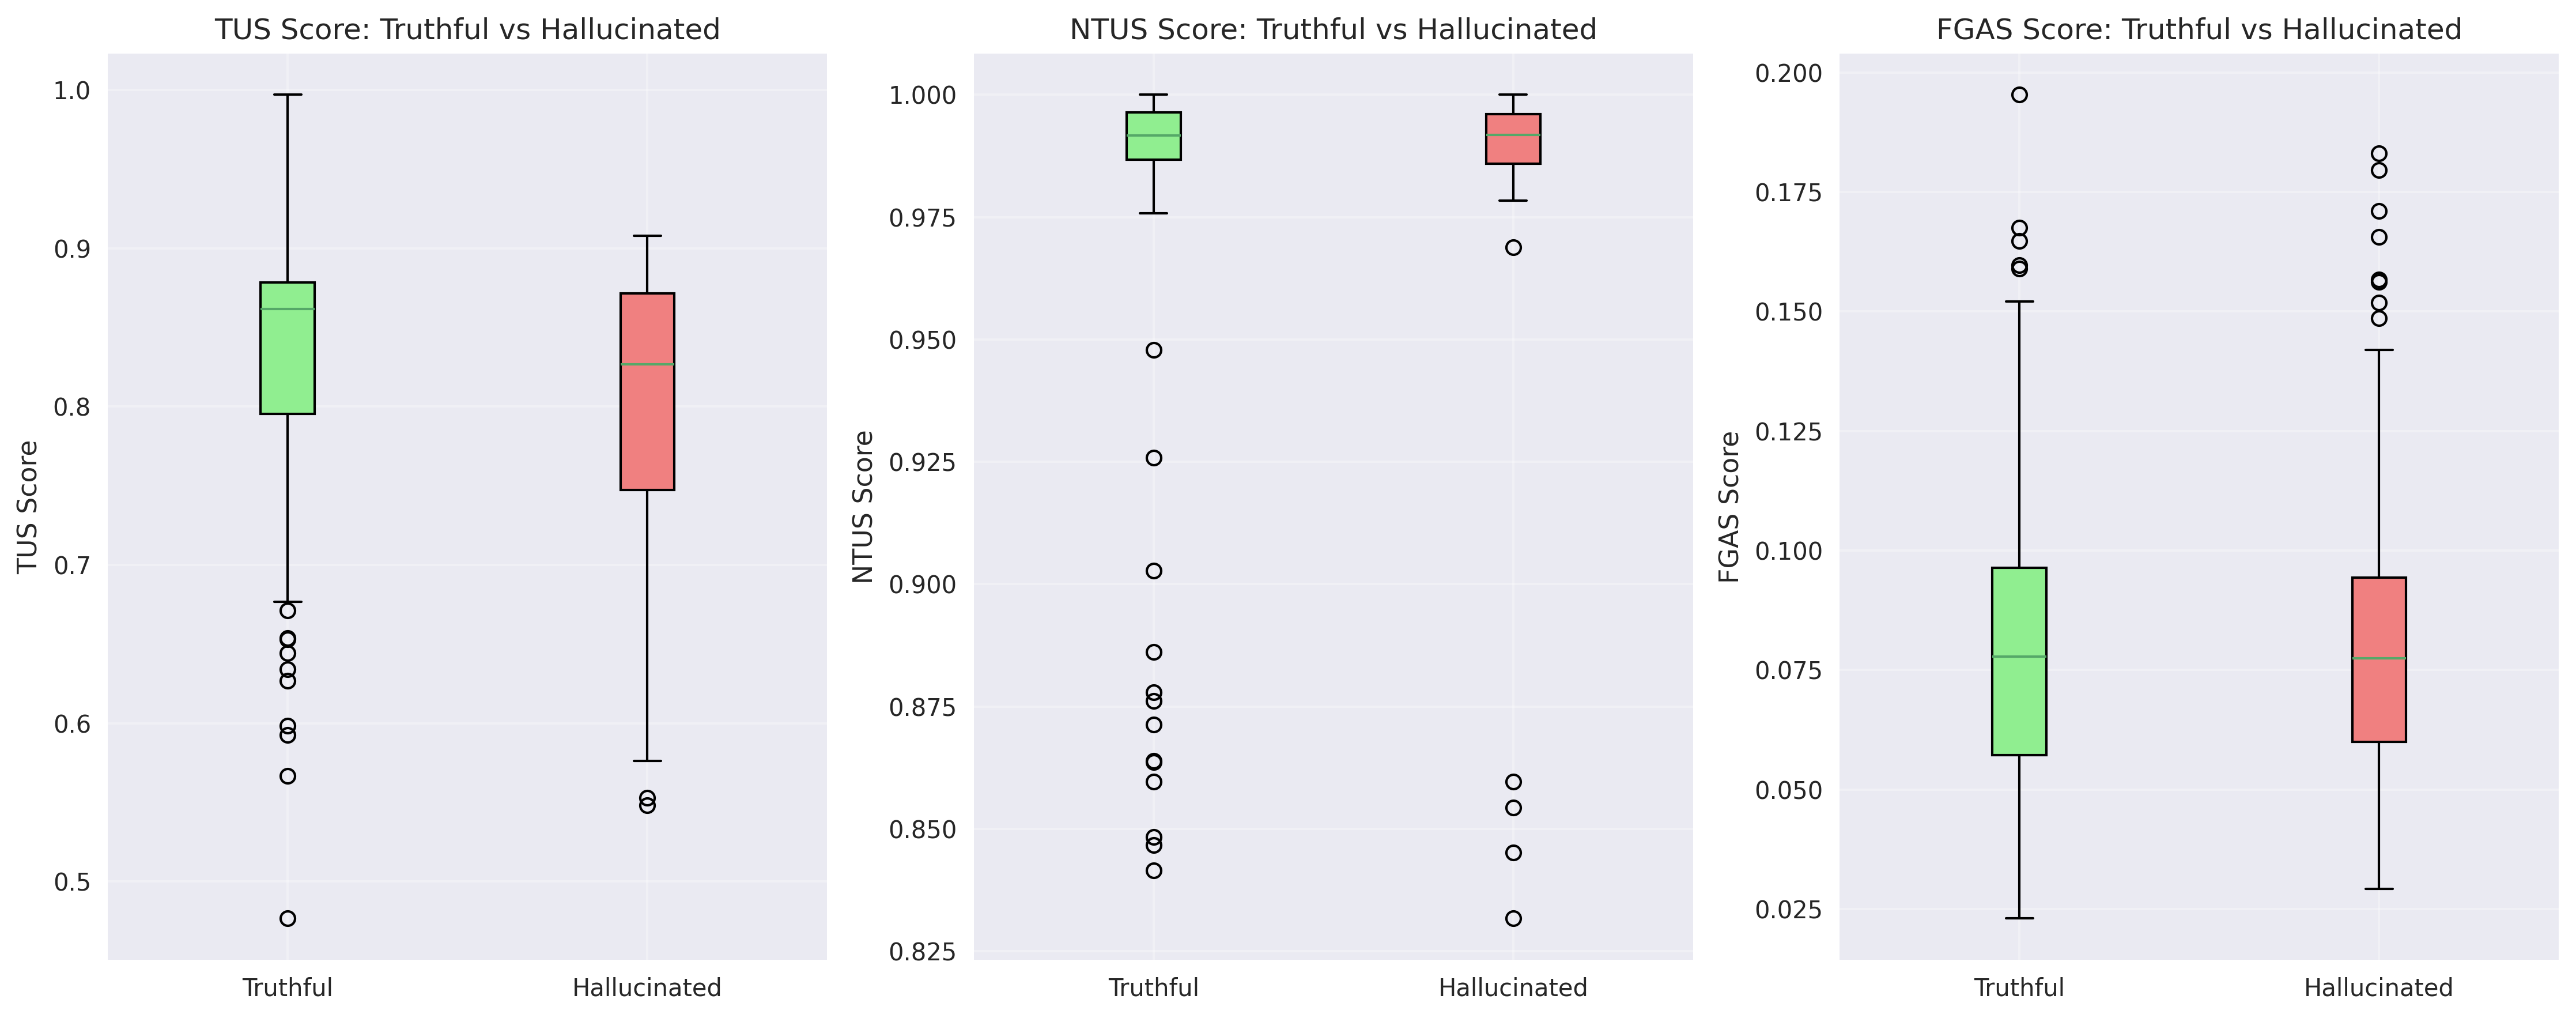 TUS Score: Truthful vs Hallucinated
TUS Score
1.0
0.9
0.8
0.7
0.6
0.5
Truthful
Hallucinated
NTUS Score: Truthful vs Hallucinated
NTUS Score
1.000
0.975
0.950
0.925
0.900
0.875
0.850
0.825
Truthful
Hallucinated
FGAS Score: Truthful vs Hallucinated
FGAS Score
0.200
0.175
0.150
0.125
0.100
0.075
0.050
0.025
Truthful
Hallucinated